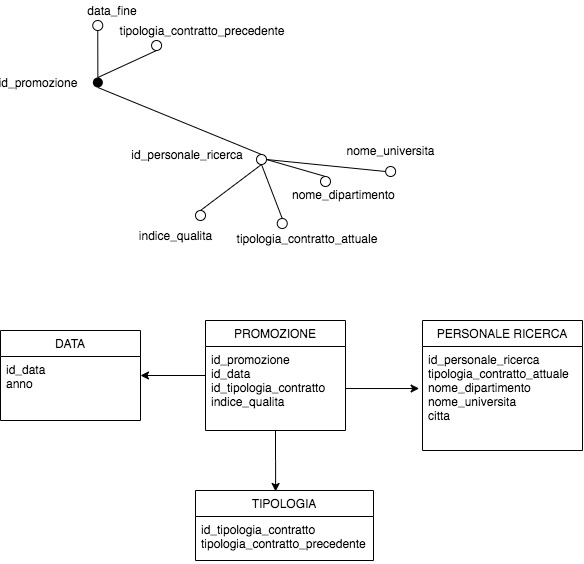 data_fine
tipologia_contratto_precedente
id_promozione
id_personale_ricerca
nome_universita
nome_dipartimento
indice_qualita
tipologia_contratto_attuale
DATA
id_data
anno
PROMOZIONE
id_promozione
id_data
id_tipologia_contratto
indice_qualita
PERSONALE RICERCA
id_personale_ricerca
tipologia_contratto_attuale
nome_dipartimento
nome_universita
citta
TIPOLOGIA
id_tipologia_contratto
tipologia_contratto_precedente